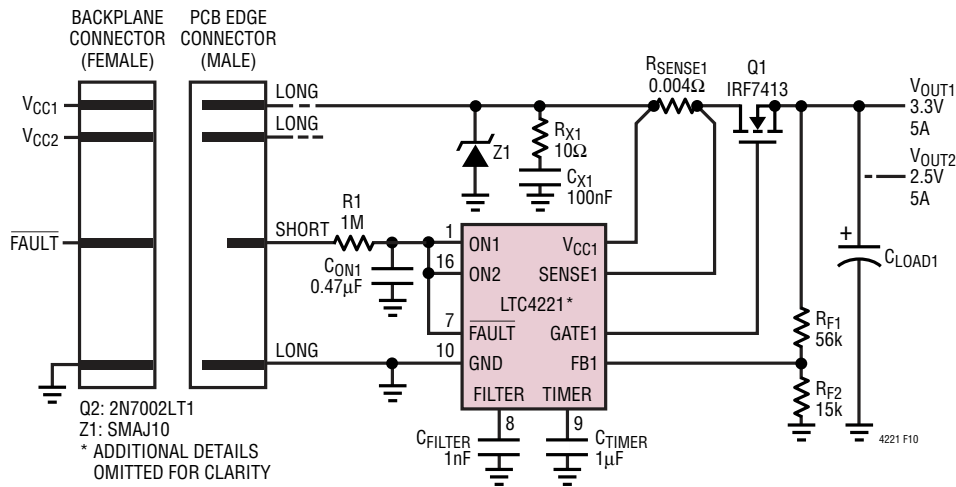 BACKPLANE
CONNECTOR
(FEMALE)
PCB EDGE
CONNECTOR
(MALE)
VCC1
VCC2
FAULT
LONG
LONG
SHORT
LONG
R1
1M
CON1
0.47µF
Z1
RX1
10Ω
CX1
100nF
RSENSE1
0.004Ω
Q1
IRF7413
VOUT1
3.3V
5A
VOUT2
2.5V
5A
1
16
7
10
ON1
ON2
FAULT
GND
VCC1
SENSE1
LTC4221*
GATE1
FB1
FILTER
TIMER
8
9
CFILTER
1nF
CTIMER
1µF
+
CLOAD1
RF1
56k
RF2
15k
4221 F10
Q2: 2N7002LT1
Z1: SMAJ10
* ADDITIONAL DETAILS
OMITTED FOR CLARITY